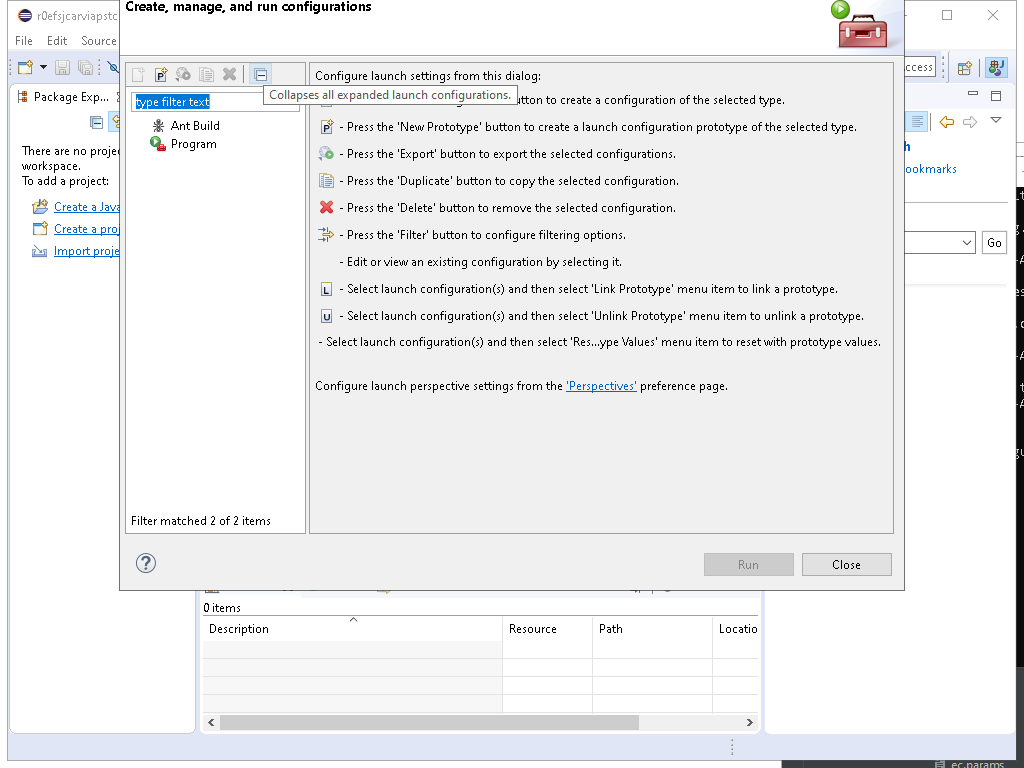 Create, manage, and run configurations
r0efsjcarviapstc
File Edit Source
Configure launch settings from this dialog:
Collapses all expanded launch configurations.
utton to create a configuration of the selected type.
type filter text
Ant Build
Program
- Press the 'New Prototype' button to create a launch configuration prototype of the selected type.
- Press the 'Export' button to export the selected configurations.
- Press the 'Duplicate' button to copy the selected configuration.
- Press the 'Delete' button to remove the selected configuration.
- Press the 'Filter' button to configure filtering options.
- Edit or view an existing configuration by selecting it.
L - Select launch configuration(s) and then select 'Link Prototype' menu item to link a prototype.
U - Select launch configuration(s) and then select 'Unlink Prototype' menu item to unlink a prototype.
- Select launch configuration(s) and then select 'Res...ype Values' menu item to reset with prototype values.
Configure launch perspective settings from the 'Perspectives' preference page.
Filter matched 2 of 2 items
Run
Close
Package Exp...
There are no proje
workspace.
To add a project:
Create a Java
Create a proj
Import proje
ccess
ookmarks
Go
0 items
Description Resource Path Locatio
ec.params